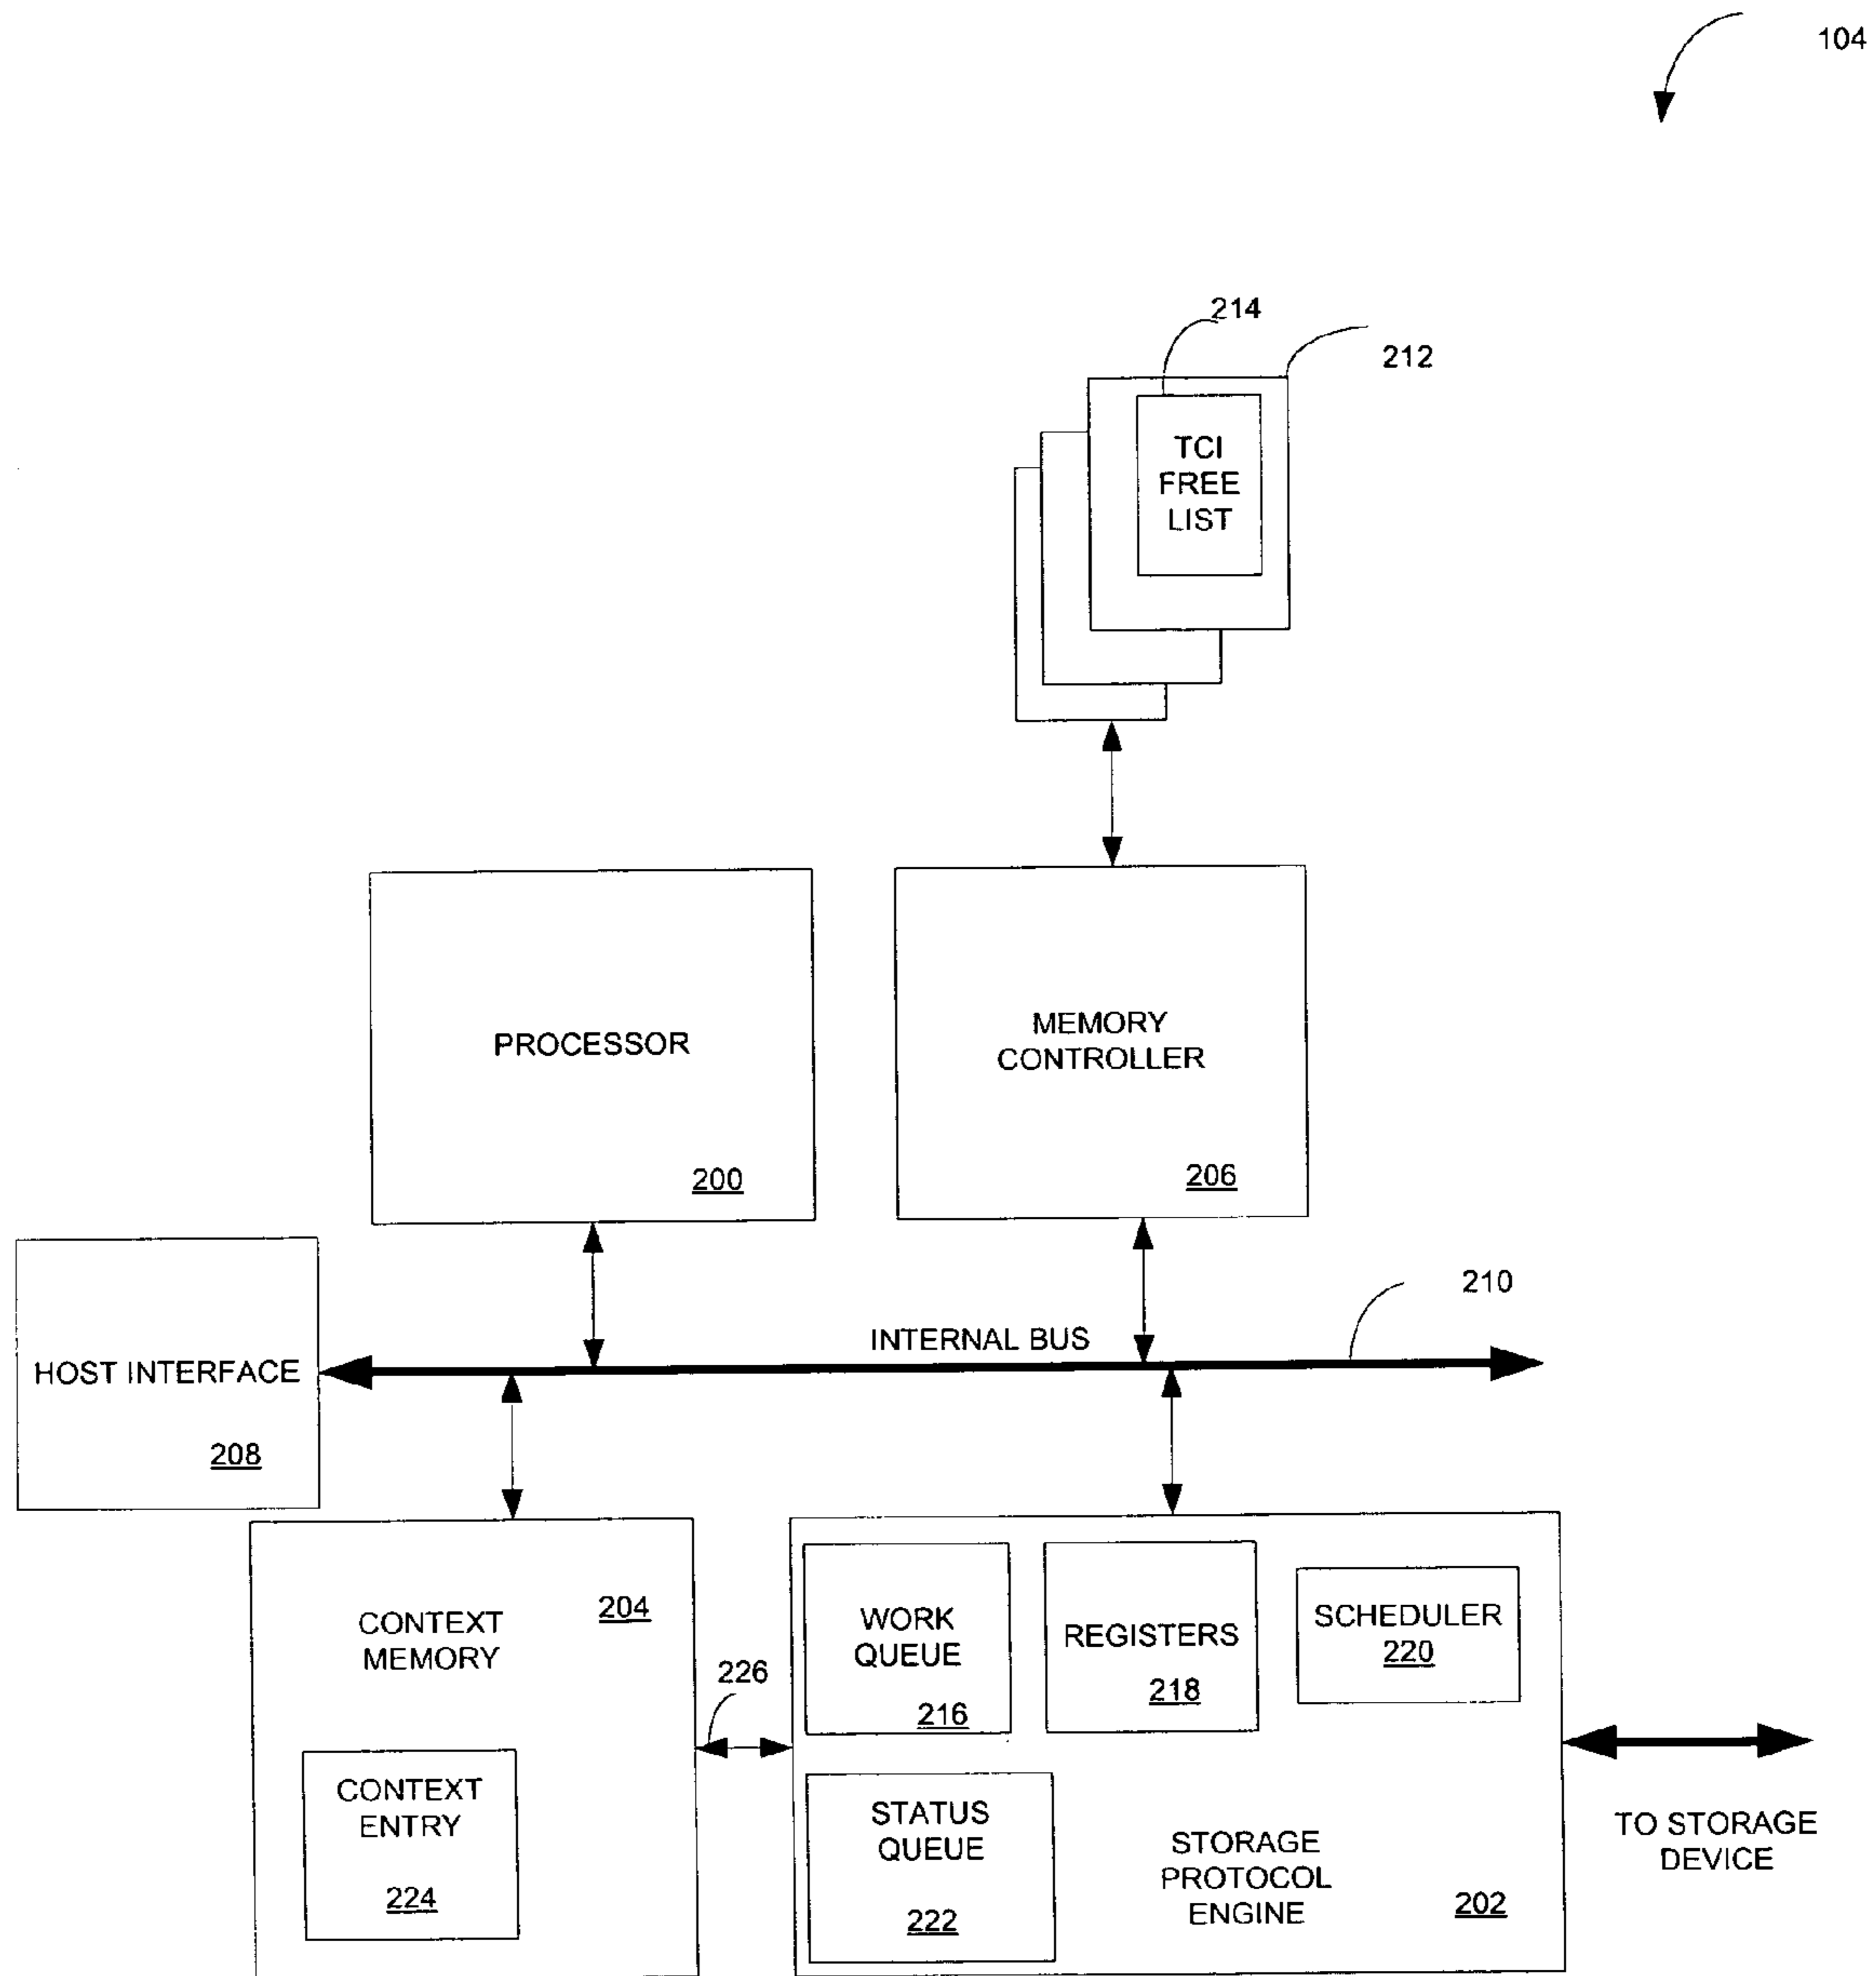 104
214
212
TCI
FREE
LIST
PROCESSOR
200
MEMORY
CONTROLLER
206
210
INTERNAL BUS
HOST INTERFACE
208
CONTEXT
MEMORY
204
CONTEXT
ENTRY
224
226
WORK
QUEUE
216
REGISTERS
218
SCHEDULER
220
STATUS
QUEUE
222
STORAGE
PROTOCOL
ENGINE
202
TO STORAGE
DEVICE